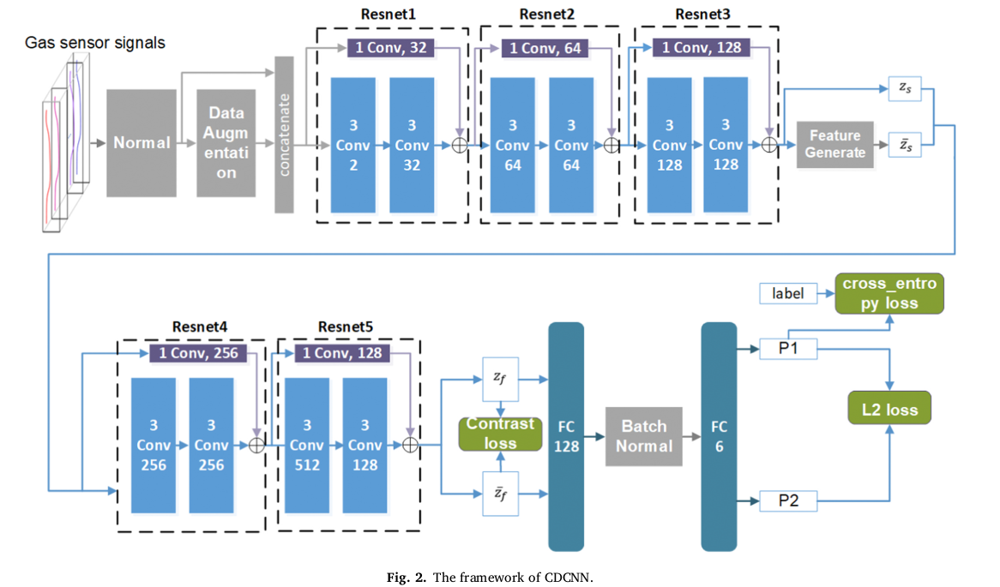 Resnet1
Resnet2
Resnet3
Gas sensor signals
Normal
Data
Augm
entati
on
concatenate
1 Conv, 32
3
Conv
2
3
Conv
32
1 Conv, 64
3
Conv
64
3
Conv
64
1 Conv, 128
3
Conv
128
3
Conv
128
Feature
Generate
z_s
z̄_s
Resnet4
Resnet5
1 Conv, 256
3
Conv
256
3
Conv
256
1 Conv, 128
3
Conv
512
3
Conv
128
z_f
Contrast
loss
z̄_f
FC
128
Batch
Normal
FC
6
label
cross_entro
py loss
P1
L2 loss
P2
Fig. 2. The framework of CDCNN.